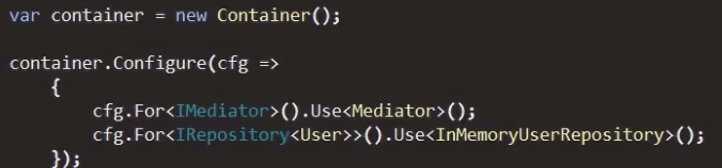 var container = new Container();
container.Configure(cfg =>
{
cfg.For<IMediator>().Use<Mediator>();
cfg.For<IRepository<User>>().Use<InMemoryUserRepository>();
});